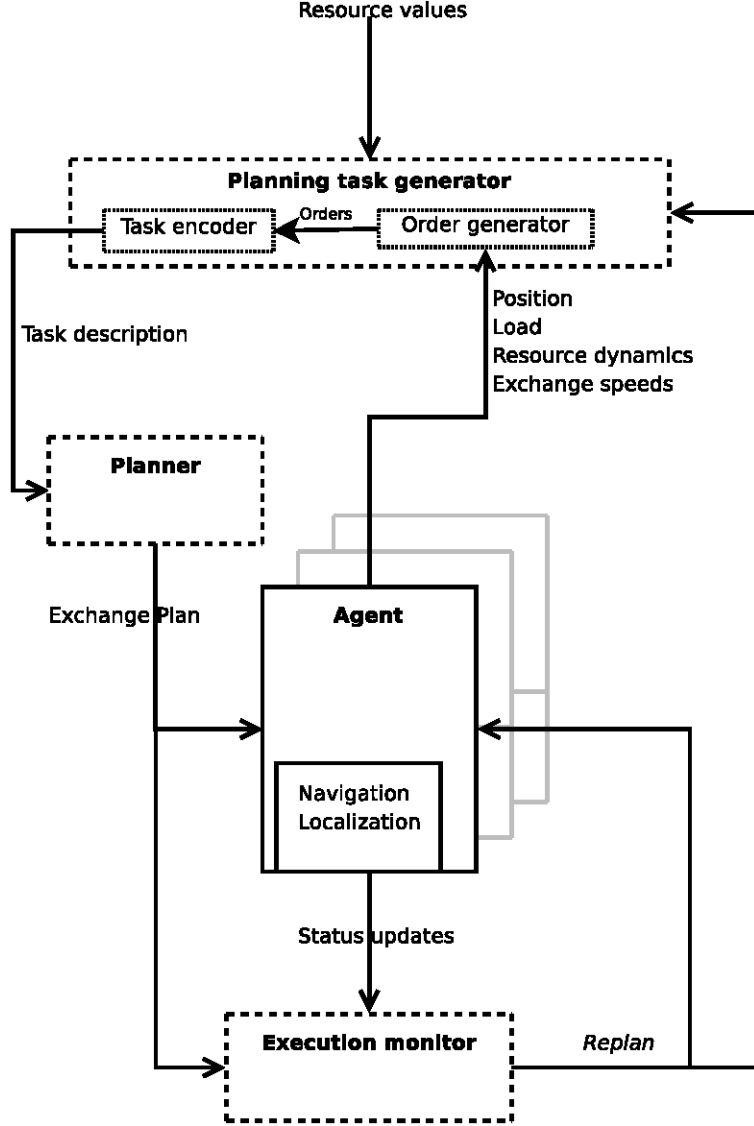 Resource values
Planning task generator
Task encoder
Orders
Order generator
Position
Load
Resource dynamics
Exchange speeds
Task description
Planner
Exchange Plan
Agent
Navigation
Localization
Status updates
Execution monitor
Replan